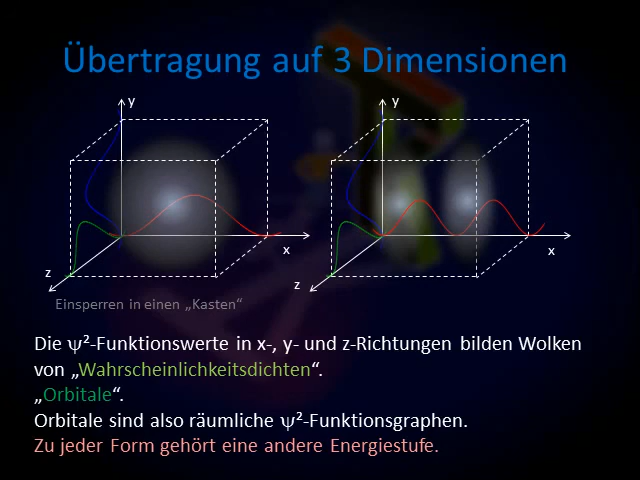 Übertragung auf 3 Dimensionen
y
y
x
x
z
z
Einsperren in einen „Kasten“
Die ψ²-Funktionswerte in x-, y- und z-Richtungen bilden Wolken
von „Wahrscheinlichkeitsdichten“.
„Orbitale“.
Orbitale sind also räumliche ψ²-Funktionsgraphen.
Zu jeder Form gehört eine andere Energiestufe.